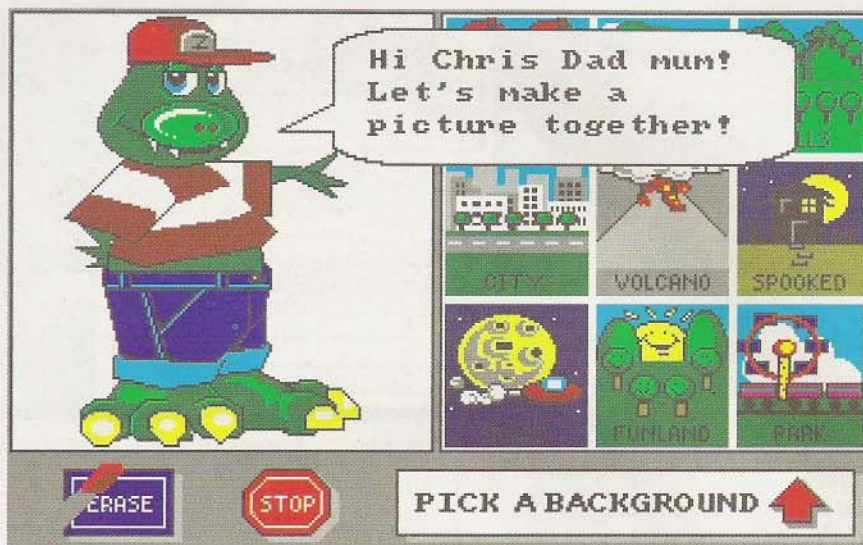 Z
Hi Chris Dad mum!
Let's make a
picture together!
CITY
VOLCANO
SPOOKED
FUNLAND
PARK
ERASE
STOP
PICK A BACKGROUND